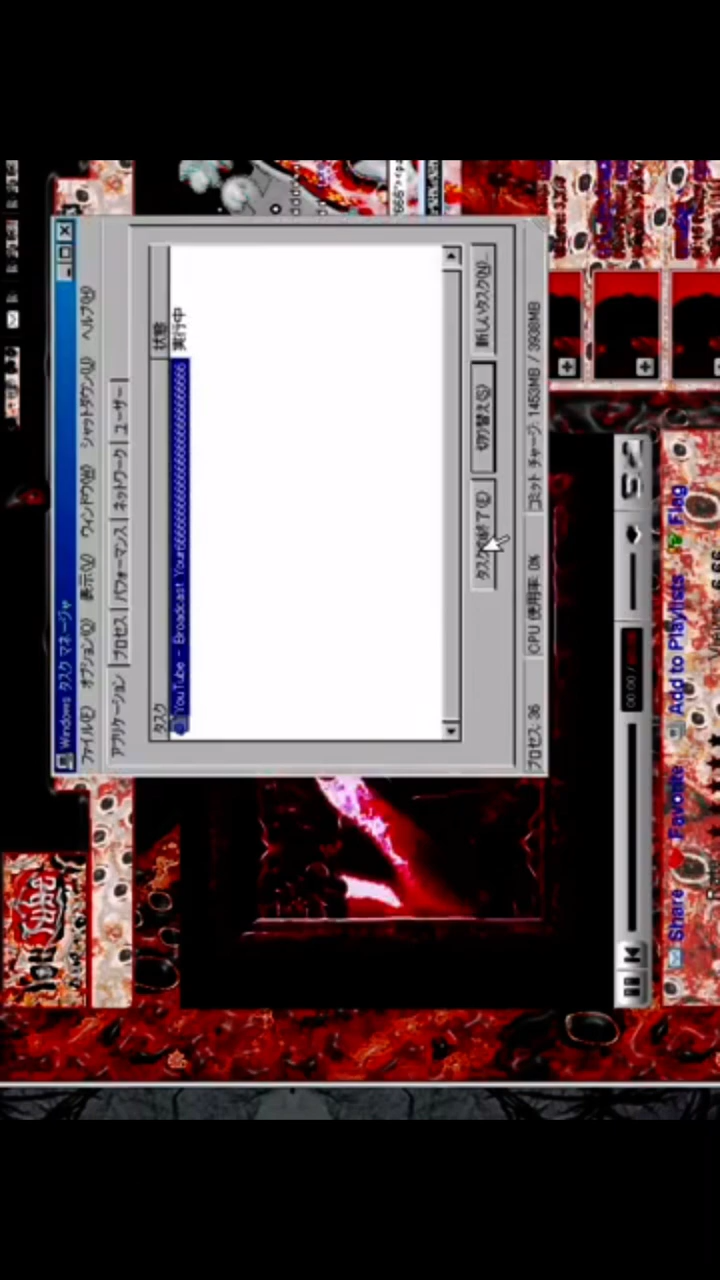 Windows タスク マネージャ
ファイル(F) オプション(O) 表示(V) ウィンドウ(W) シャットダウン(U) ヘルプ(H)
アプリケーション プロセス パフォーマンス ネットワーク ユーザー
タスク 状態
YouTube - Broadcast Your66666666666666666666666666666 実行中
タスクの終了(E) 切り替え(S) 新しいタスク(N)...
プロセス: 36 CPU 使用率: 0% コミット チャージ: 1453MB / 3938MB
00:00 /
Share Favorite Add to Playlists Flag